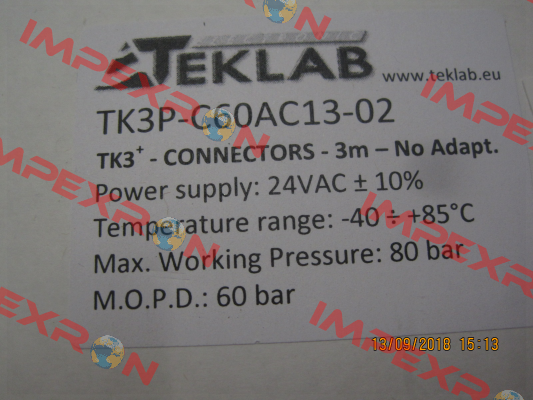 TEKLAB
www.teklab.eu
TK3P-C60AC13-02
TK3+ - CONNECTORS - 3m – No Adapt.
Power supply: 24VAC ± 10%
Temperature range: -40 ÷ +85°C
Max. Working Pressure: 80 bar
M.O.P.D.: 60 bar
13/09/2018 15:13
IMPEXRON
IMPEXRON
IMPEXRON
IMPEXRON
IMPEXRON
IMPEXRON